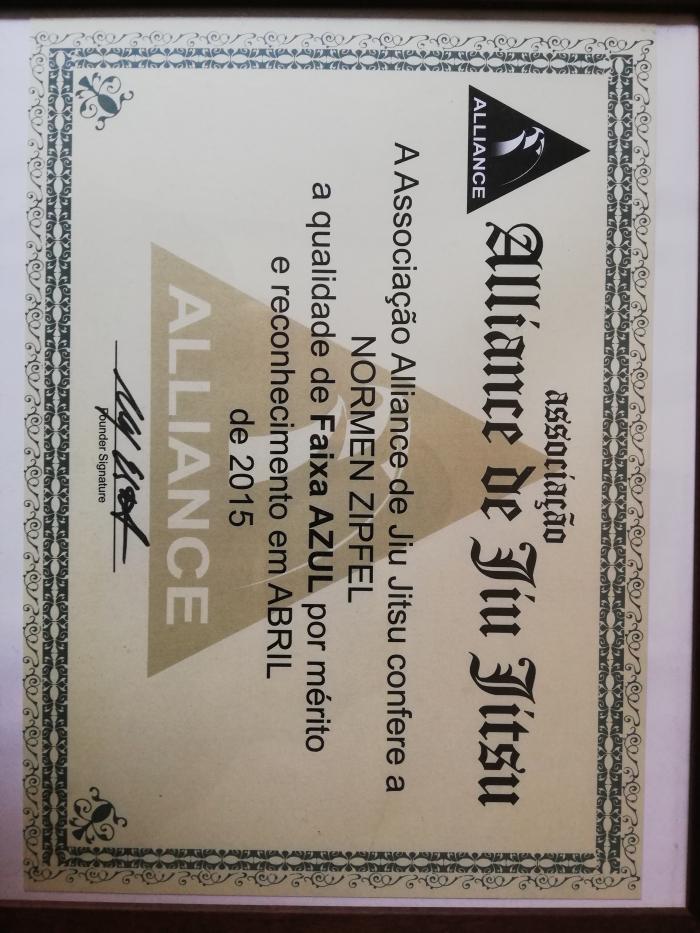 ALLIANCE
associação
Alliance de Jiu Jitsu
A Associação Alliance de Jiu Jitsu confere a
NORMEN ZIPFEL
a qualidade de Faixa AZUL por mérito
e reconhecimento em ABRIL
de 2015
ALLIANCE
Founder Signature